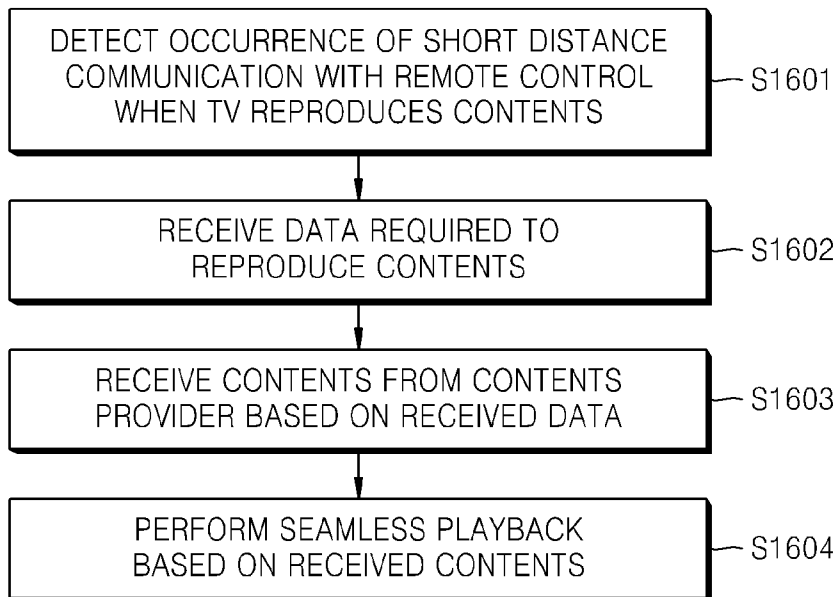 DETECT OCCURRENCE OF SHORT DISTANCE
COMMUNICATION WITH REMOTE CONTROL
WHEN TV REPRODUCES CONTENTS
S1601
RECEIVE DATA REQUIRED TO
REPRODUCE CONTENTS
S1602
RECEIVE CONTENTS FROM CONTENTS
PROVIDER BASED ON RECEIVED DATA
S1603
PERFORM SEAMLESS PLAYBACK
BASED ON RECEIVED CONTENTS
S1604